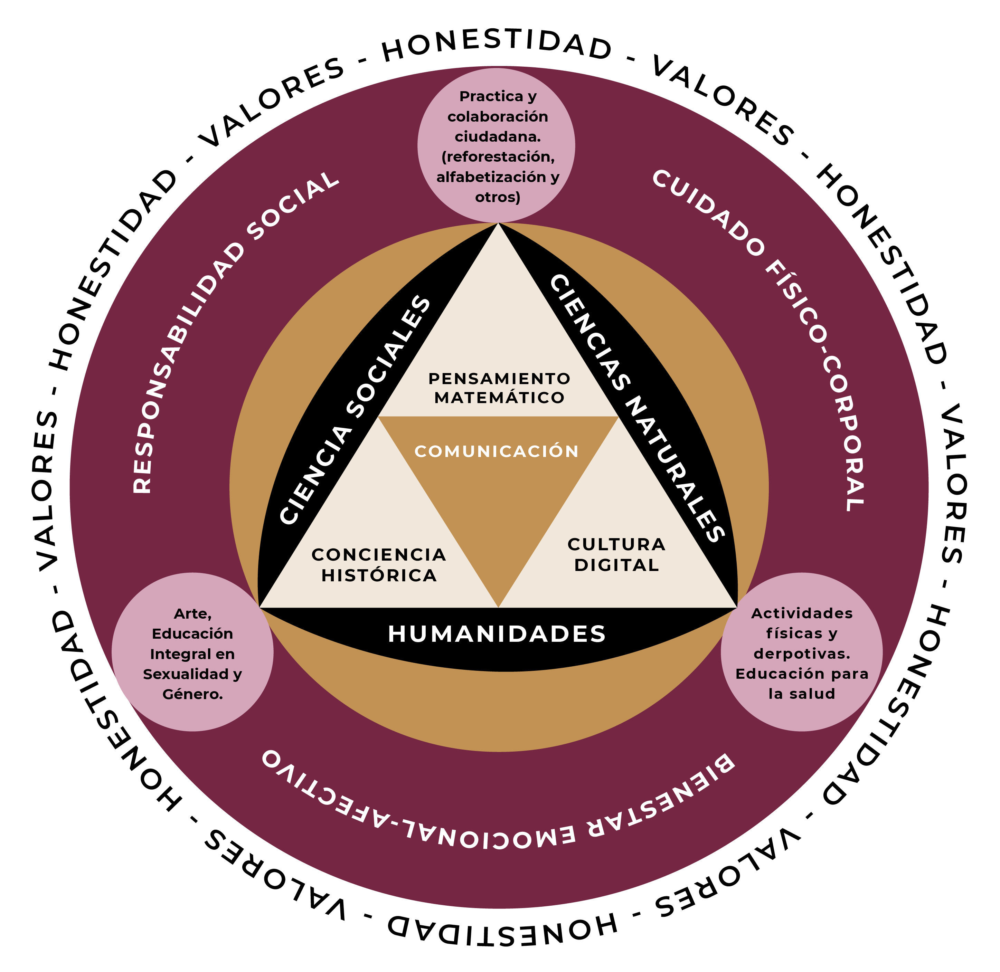 HONESTIDAD - VALORES - HONESTIDAD - VALORES - HONESTIDAD - VALORES - HONESTIDAD - VALORES - HONESTIDAD - VALORES - HONESTIDAD - VALORES -
Practica y
colaboración
ciudadana.
(reforestación,
alfabetización y
otros)
RESPONSABILIDAD SOCIAL
CUIDADO FÍSICO-CORPORAL
CIENCIA SOCIALES
CIENCIAS NATURALES
PENSAMIENTO
MATEMÁTICO
COMUNICACIÓN
CONCIENCIA
HISTÓRICA
CULTURA
DIGITAL
HUMANIDADES
Arte,
Educación
Integral en
Sexualidad y
Género.
Actividades
físicas y
derpotivas.
Educación para
la salud
BIENESTAR EMOCIONAL-AFECTIVO